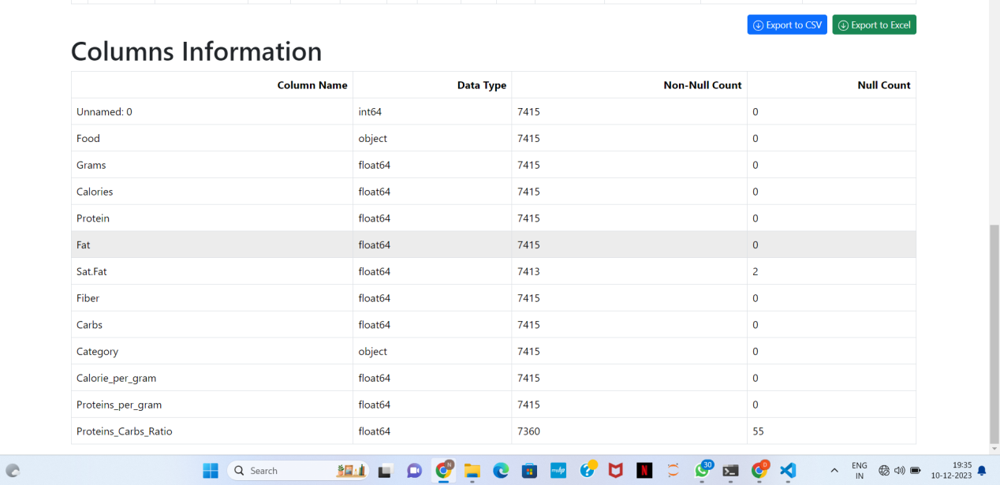 Export to CSV Export to Excel
Columns Information
Column Name Data Type Non-Null Count Null Count
Unnamed: 0 int64 7415 0
Food object 7415 0
Grams float64 7415 0
Calories float64 7415 0
Protein float64 7415 0
Fat float64 7415 0
Sat.Fat float64 7413 2
Fiber float64 7415 0
Carbs float64 7415 0
Category object 7415 0
Calorie_per_gram float64 7415 0
Proteins_per_gram float64 7415 0
Proteins_Carbs_Ratio float64 7360 55
Search N myhp ? N 30 D ENG 19:35
IN 10-12-2023